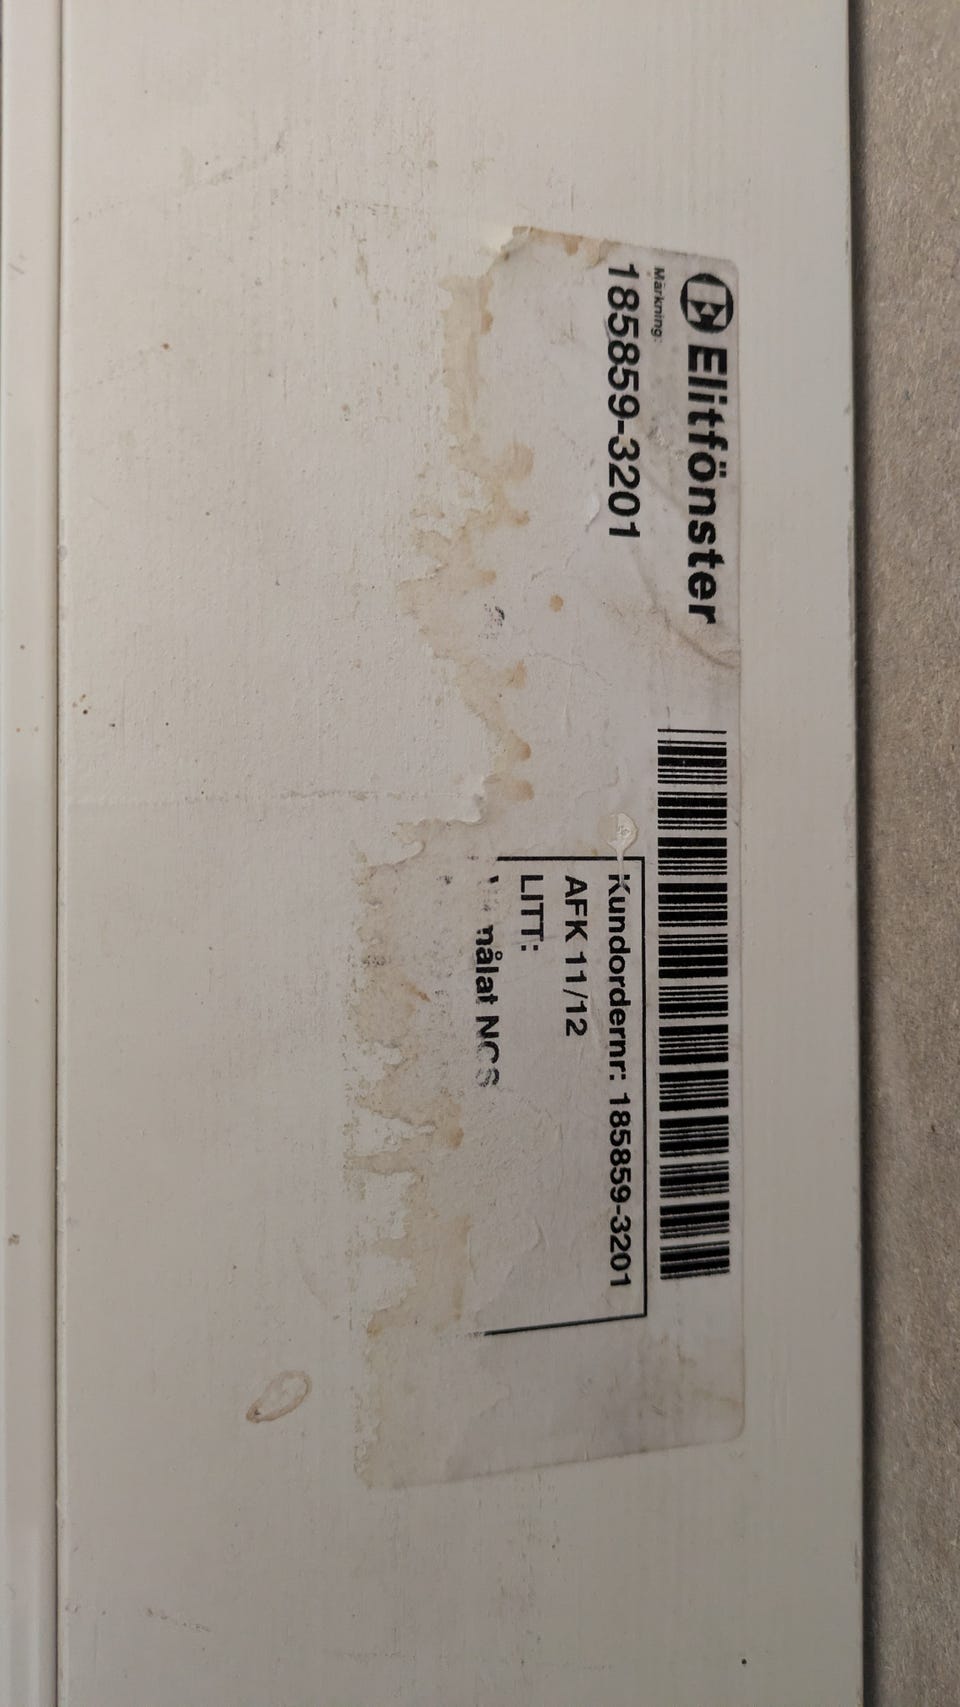 Elitfönster
Märkning:
185859-3201
Kundordernr: 185859-3201
AFK 11/12
LITT:
målat NCS